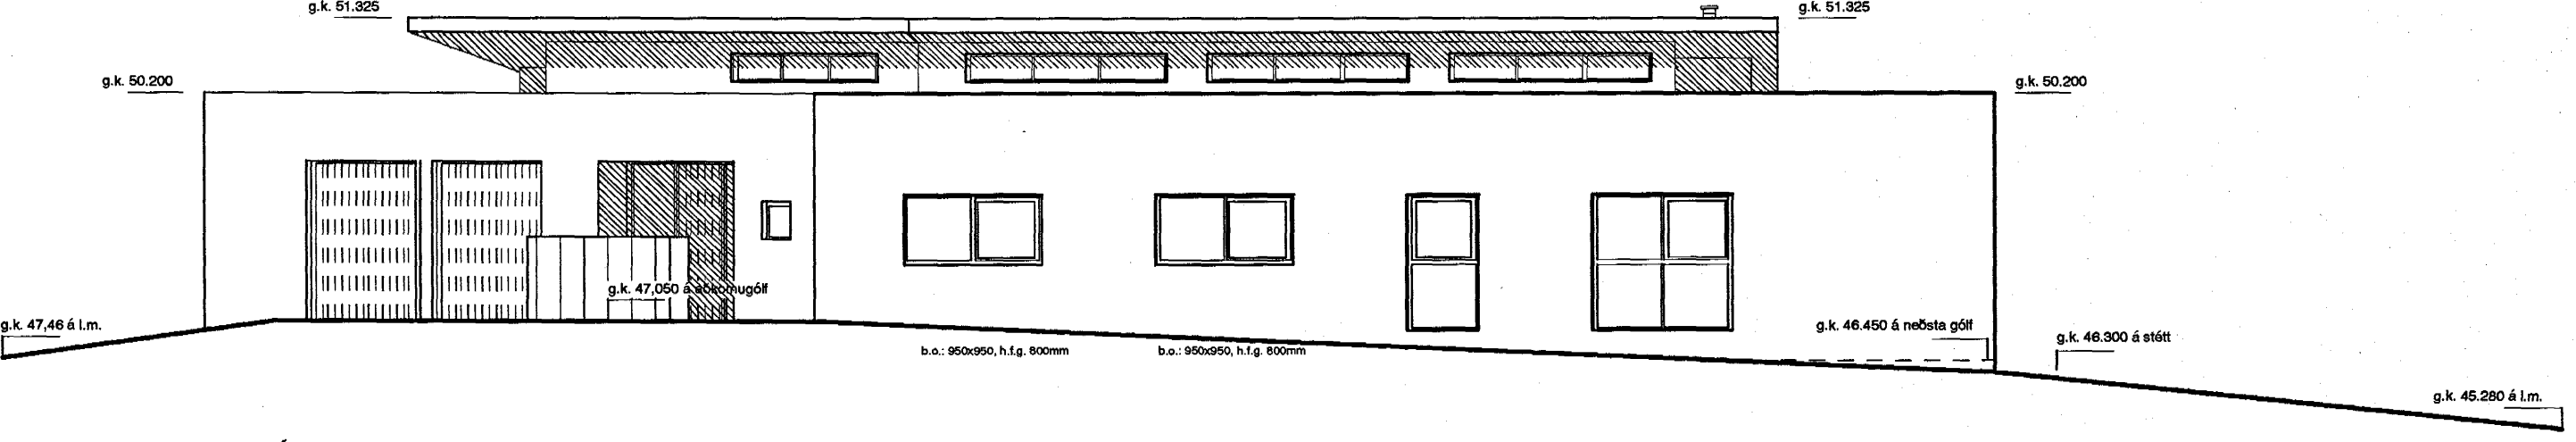 g.k. 51.325
g.k. 51.325
g.k. 50.200
g.k. 50.200
g.k. 47,050 á aðkomugólf
g.k. 47,46 á l.m.
g.k. 46.450 á neðsta gólf
g.k. 46.300 á stétt
b.o.: 950x950, h.f.g. 800mm
b.o.: 950x950, h.f.g. 800mm
g.k. 45.280 á l.m.